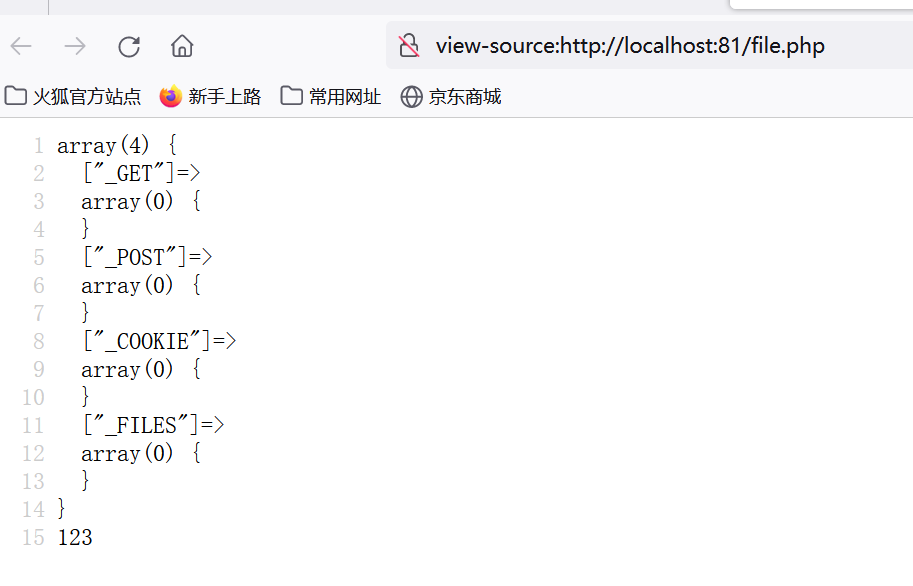 view-source:http://localhost:81/file.php
火狐官方站点 新手上路 常用网址 京东商城
1 array(4) {
2   ["_GET"]=>
3   array(0) {
4   }
5   ["_POST"]=>
6   array(0) {
7   }
8   ["_COOKIE"]=>
9   array(0) {
10   }
11   ["_FILES"]=>
12   array(0) {
13   }
14 }
15 123